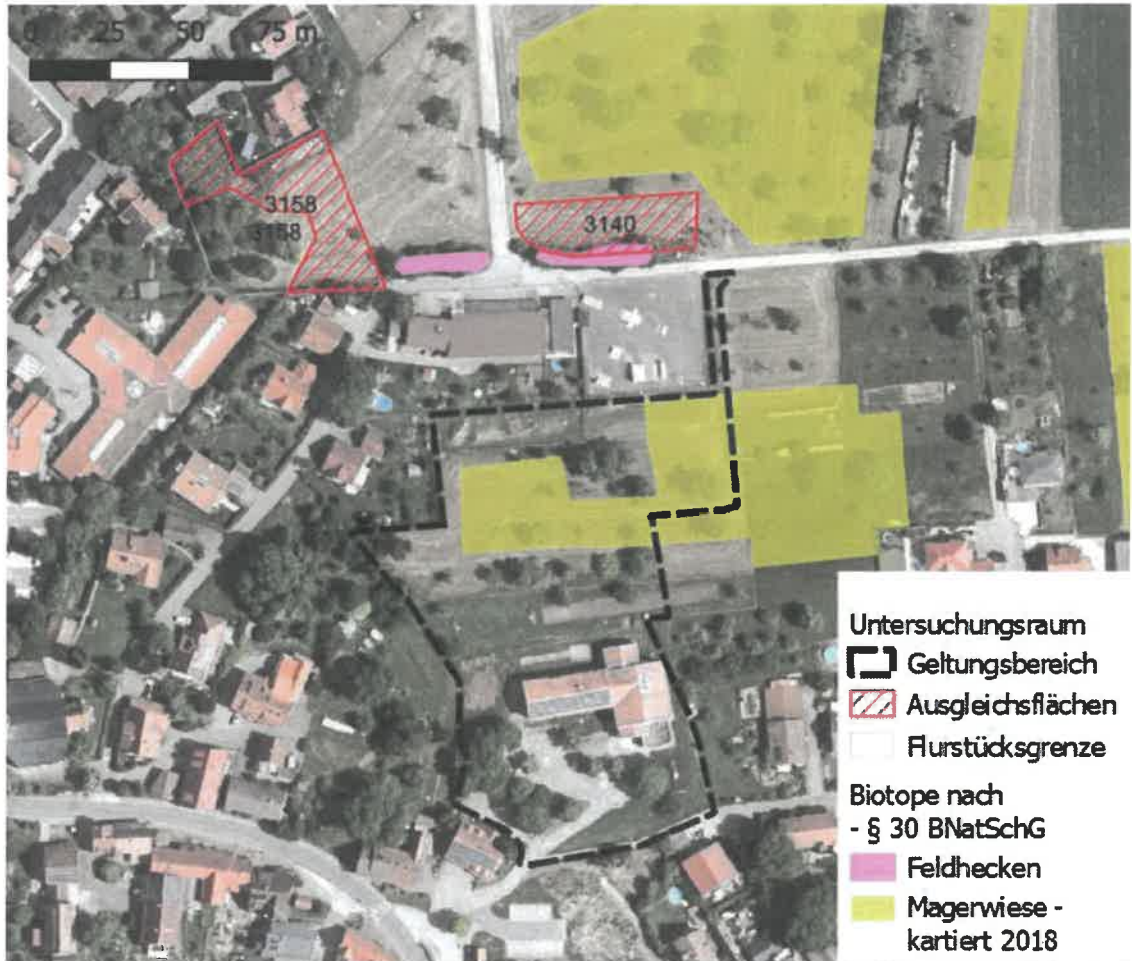 0 25 50 75 m
3158
3158
3140
Untersuchungsraum
Geltungsbereich
Ausgleichsflächen
Flurstücksgrenze
Biotope nach
- § 30 BNatSchG
Feldhecken
Magerwiese -
kartiert 2018